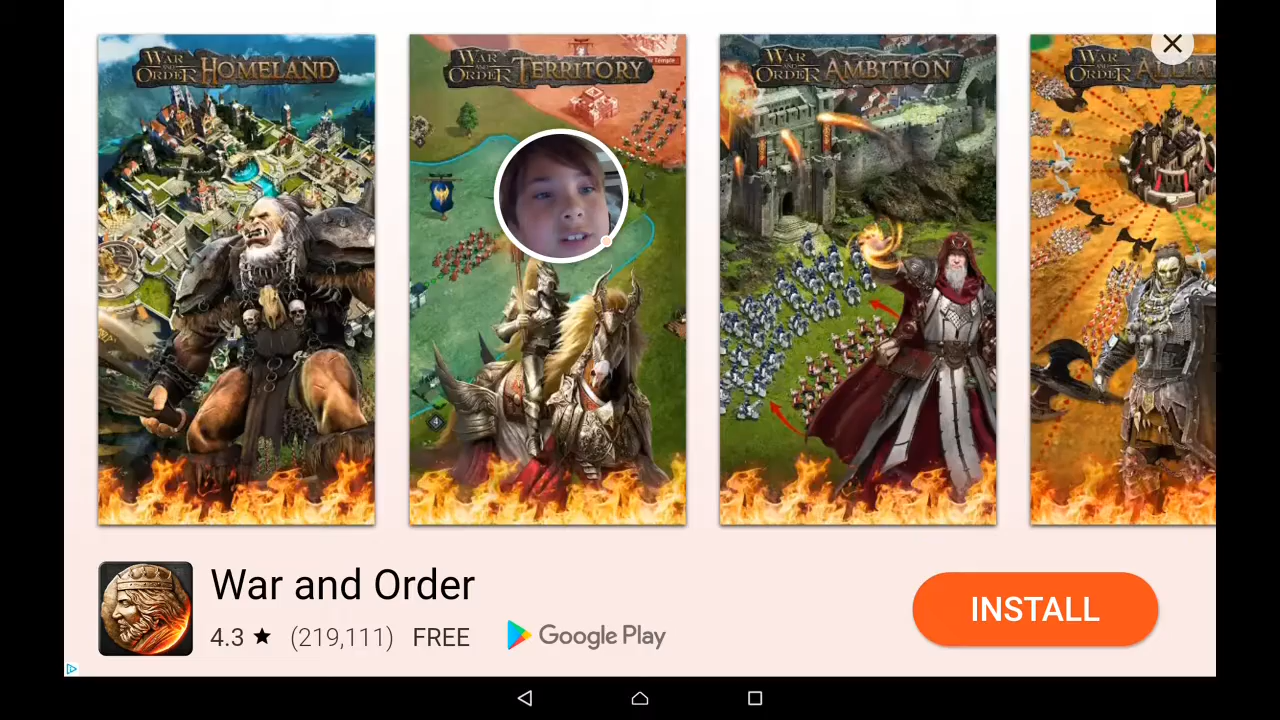 WAR AND ORDER HOMELAND
WAR AND ORDER TERRITORY
WAR AND ORDER AMBITION
WAR AND ORDER ALLIA
War and Order
4.3 ★ (219,111) FREE
Google Play
INSTALL